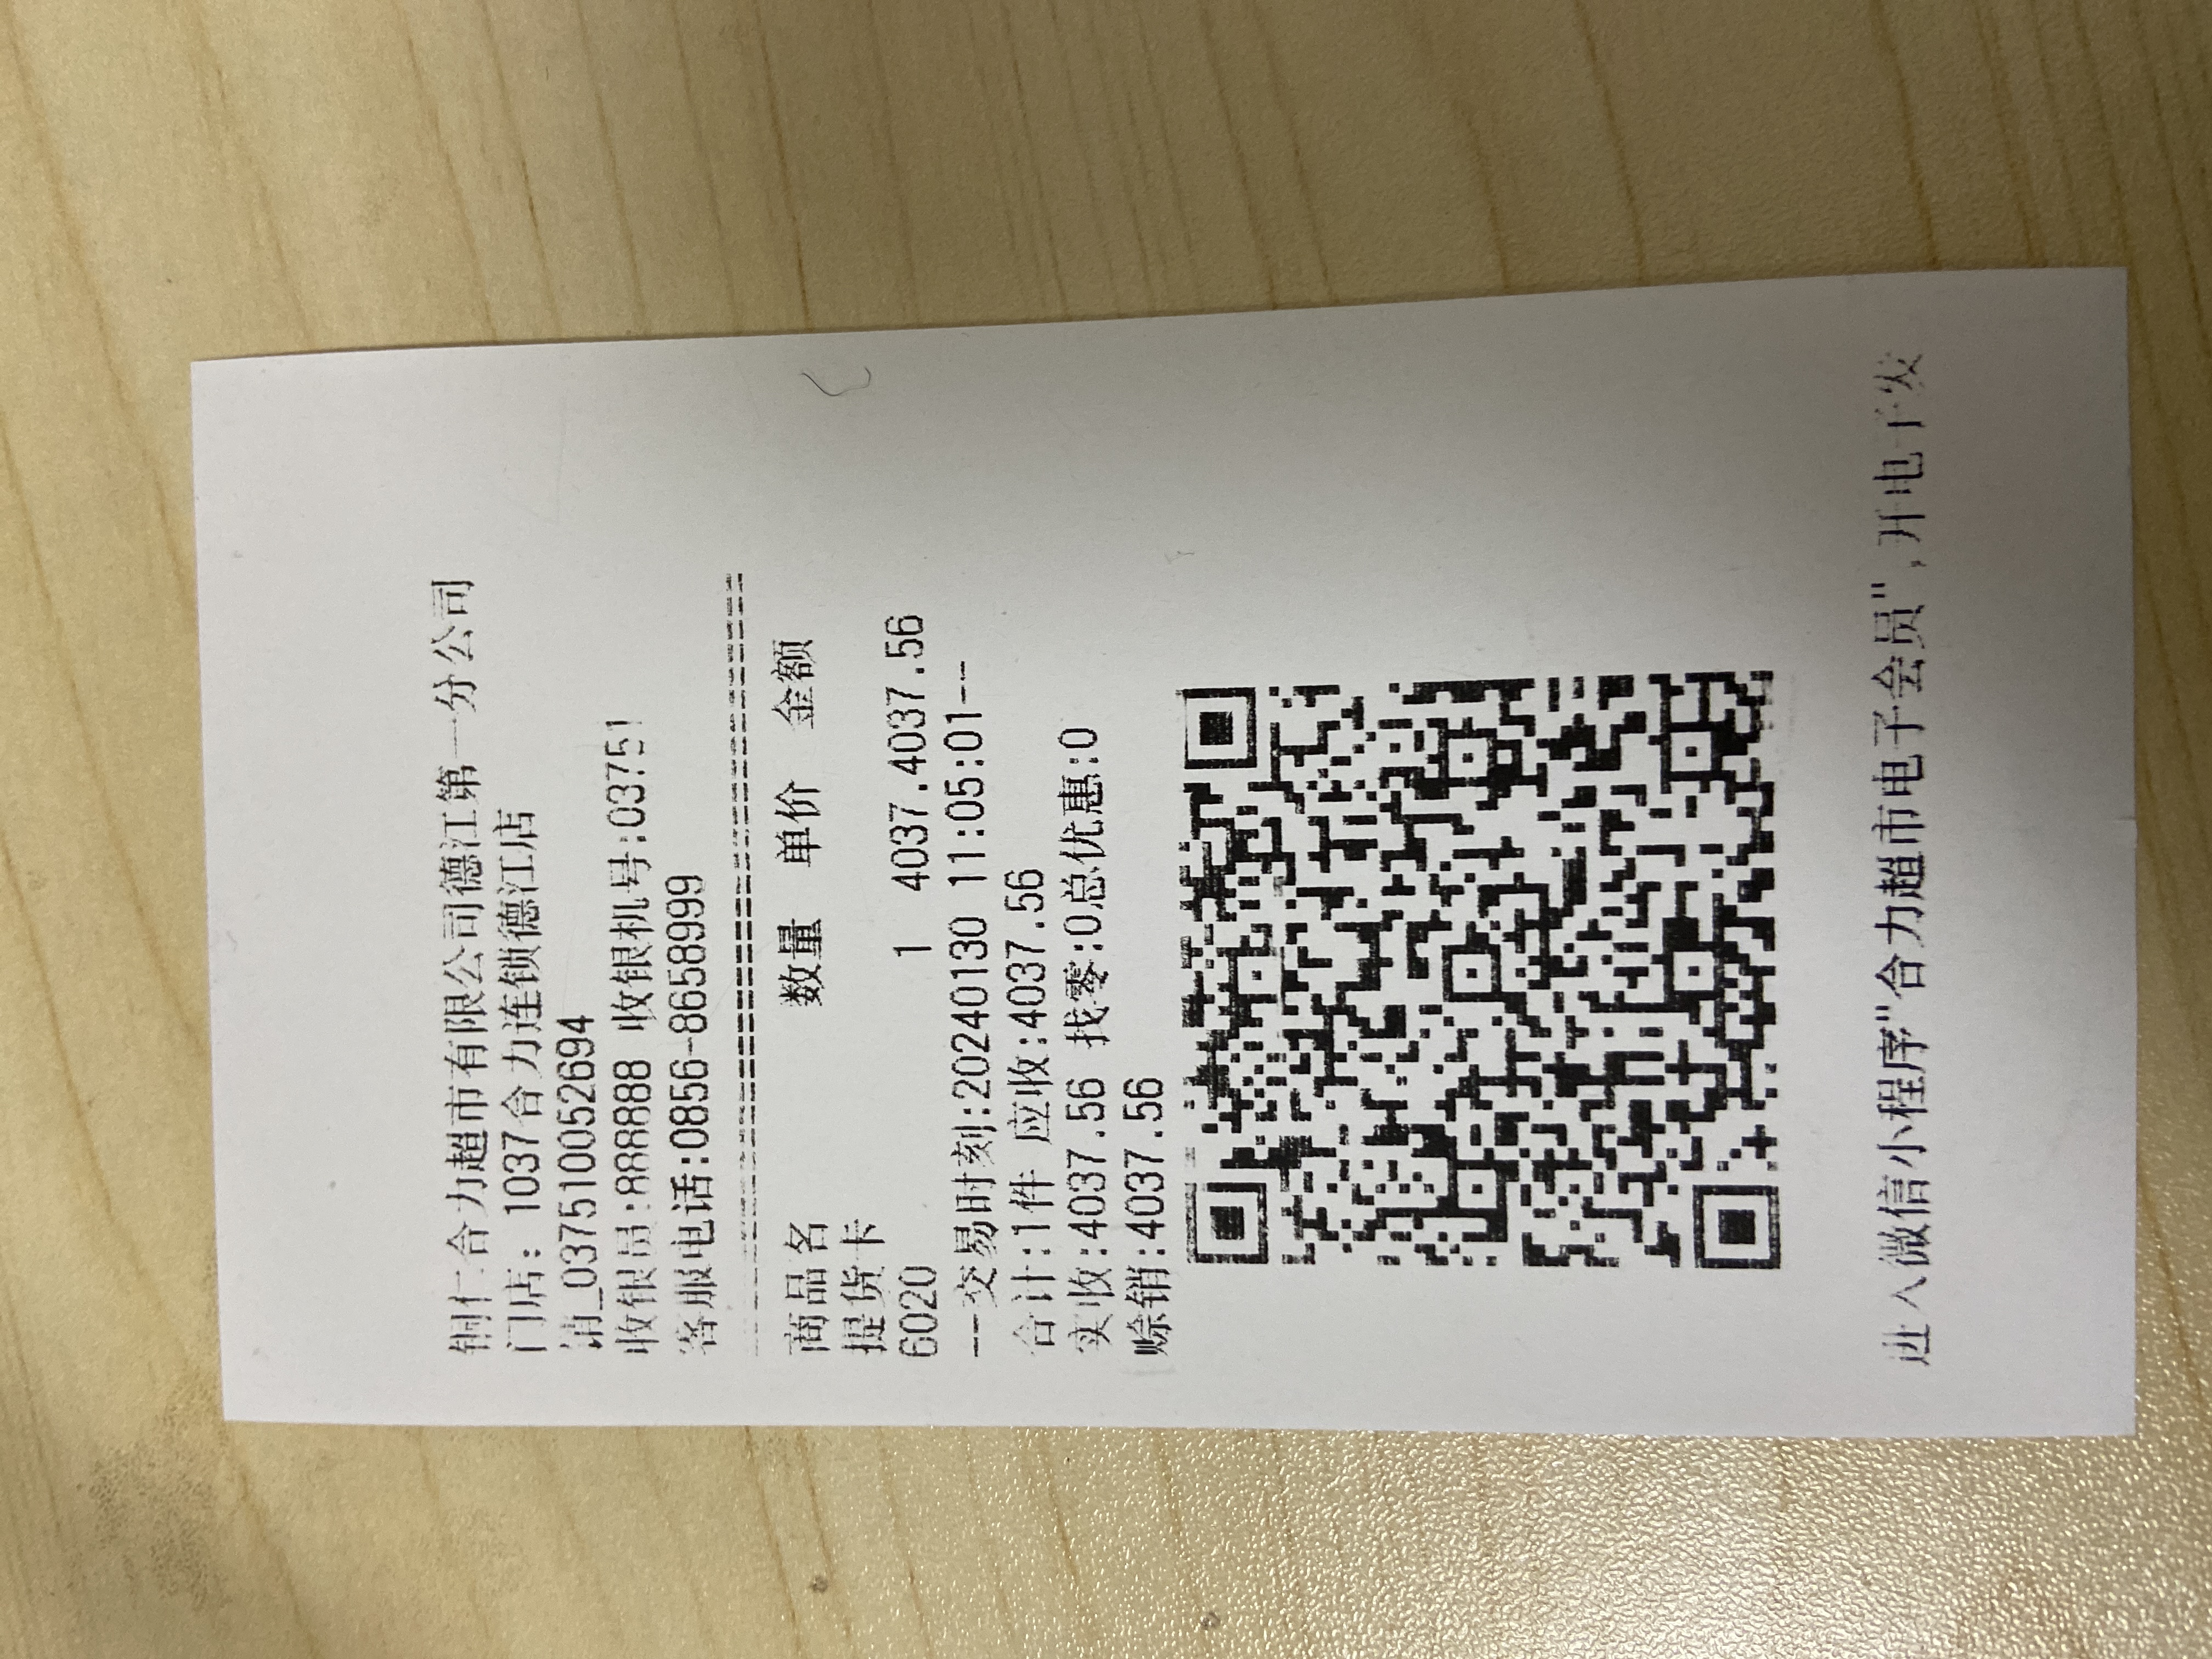 铜仁合力超市有限公司德江第一分公司
门店: 1037合力连锁德江店
销_037510052694
收银员:888888 收银机号:03751
客服电话:0856-8658999
================================
商品名 数量 单价 金额
提货卡
6020 1 4037.4037.56
--交易时刻:20240130 11:05:01--
合计:1件 应收:4037.56
实收:4037.56 找零:0总优惠:0
赊销:4037.56
进入微信小程序"合力超市电子会员",开电子发